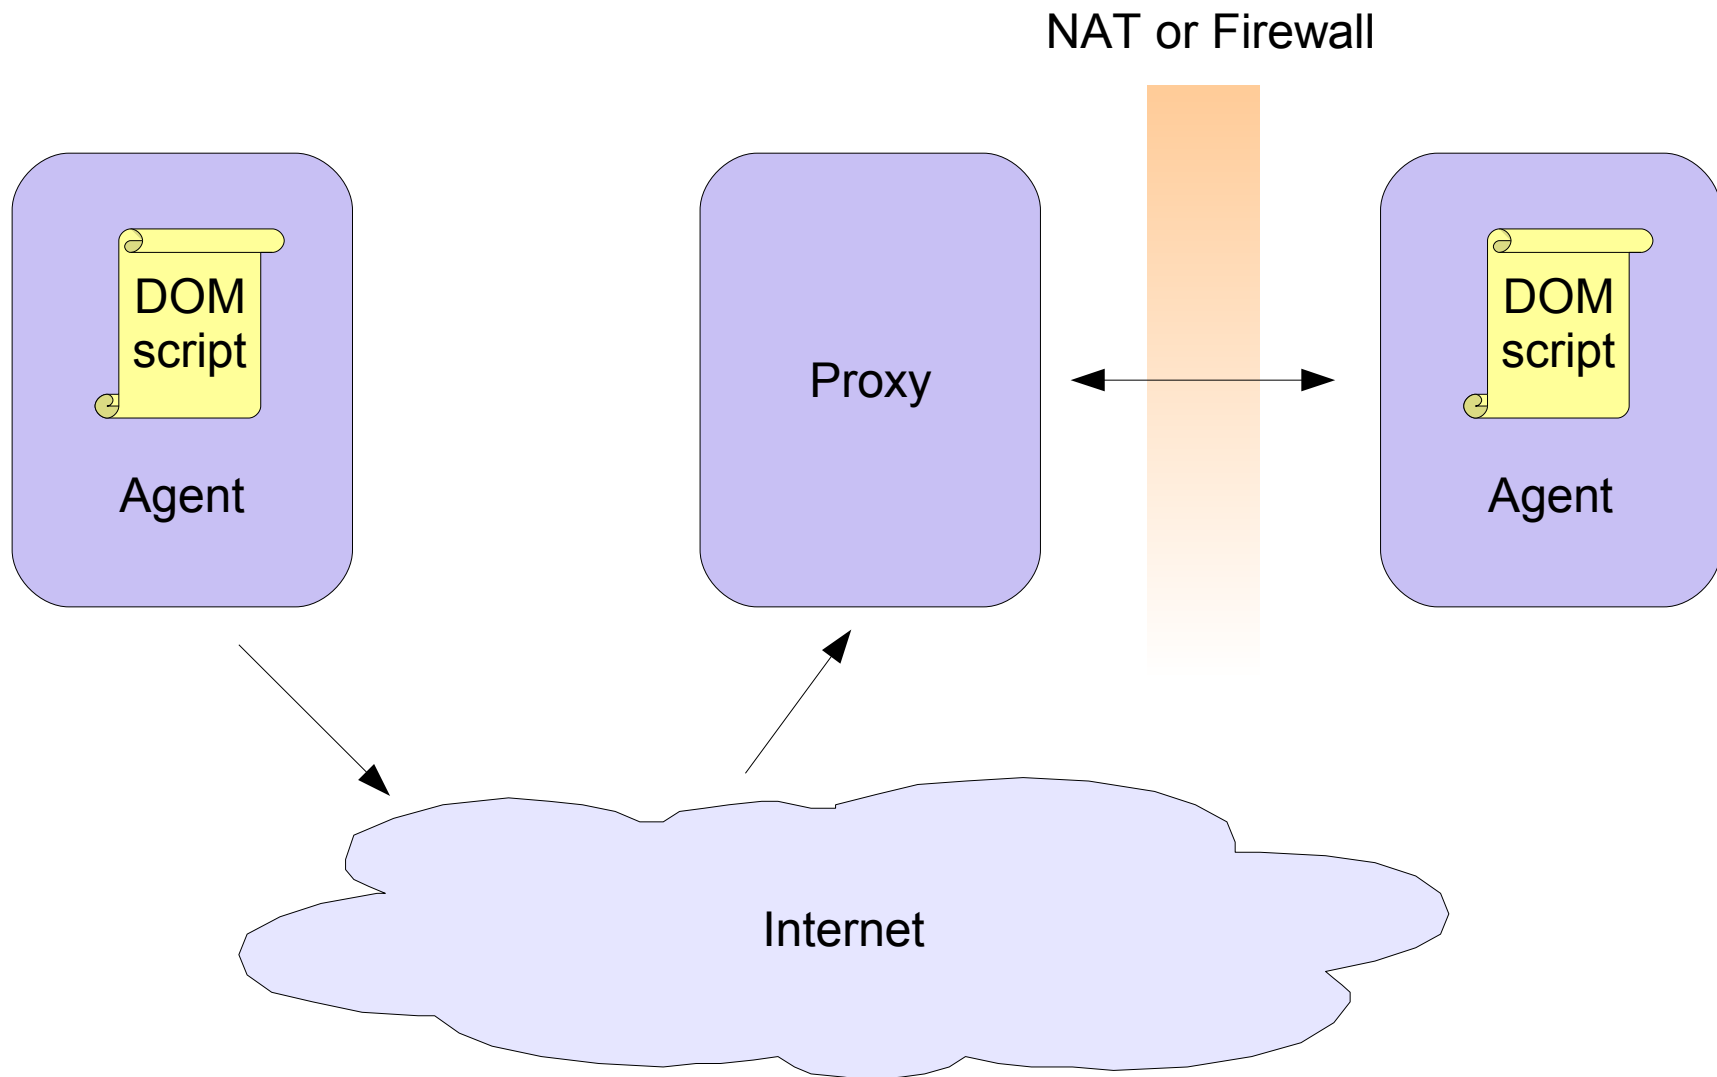 NAT or Firewall
DOM
script
Agent
Proxy
DOM
script
Agent
Internet